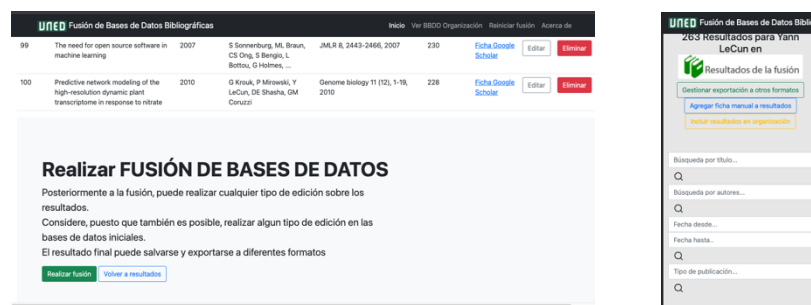 UNED Fusión de Bases de Datos Bibliográficas
Inicio Ver BBDD Organización Reiniciar fusión Acerca de
99 The need for open source software in 2007 S Sonnenburg, ML Braun, JMLR 8, 2443-2466, 2007 230 Ficha Google Editar Eliminar
machine learning CS Ong, S Bengio, L Scholar
Bottou, G Holmes, ...
100 Predictive network modeling of the 2010 G Krouk, P Mirowski, Y Genome biology 11 (12), 1-19, 228 Ficha Google Editar Eliminar
high-resolution dynamic plant LeCun, DE Shasha, GM 2010 Scholar
transcriptome in response to nitrate Coruzzi
Realizar FUSIÓN DE BASES DE DATOS
Posteriormente a la fusión, puede realizar cualquier tipo de edición sobre los
resultados.
Considere, puesto que también es posible, realizar algun tipo de edición en las
bases de datos iniciales.
El resultado final puede salvarse y exportarse a diferentes formatos
Realizar fusión Volver a resultados
UNED Fusión de Bases de Datos Bibli
263 Resultados para Yann
LeCun en
Resultados de la fusión
Gestionar exportación a otros formatos
Agregar ficha manual a resultados
Incluir resultados en organización
Búsqueda por título...
Búsqueda por autores...
Fecha desde...
Fecha hasta..
Tipo de publicación...